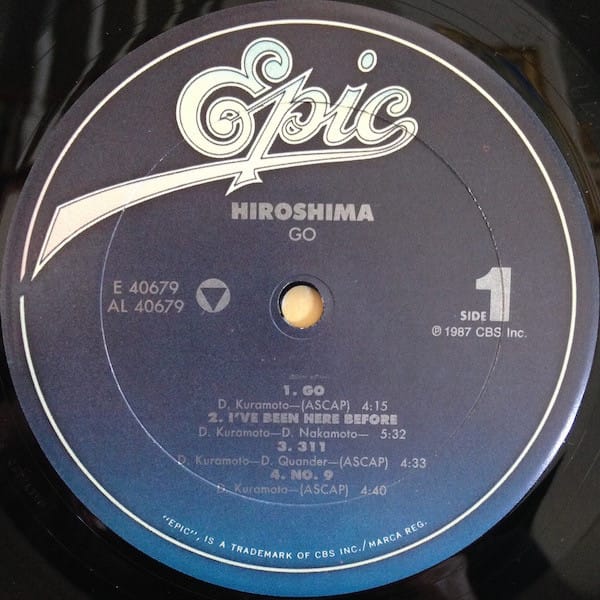 Epic
HIROSHIMA
GO
E 40679
AL 40679
SIDE 1
℗ 1987 CBS Inc.
1. GO
D. Kuramoto—(ASCAP) 4:15
2. I'VE BEEN HERE BEFORE
D. Kuramoto—D. Nakamoto— 5:32
3. 311
D. Kuramoto—D. Quander—(ASCAP) 4:33
4. NO. 9
D. Kuramoto—(ASCAP) 4:40
"EPIC", IS A TRADEMARK OF CBS INC./MARCA REG.